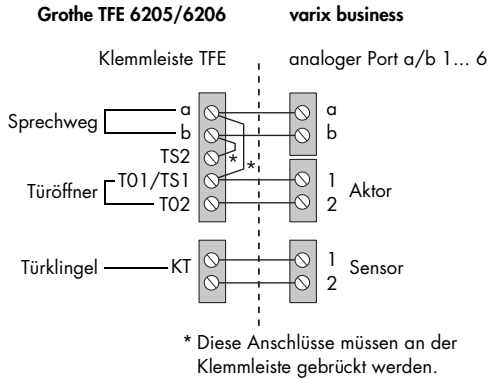 Grothe TFE 6205/6206 varix business
Klemmleiste TFE analoger Port a/b 1... 6
Sprechweg a a
b b
TS2 * *
Türöffner T01/TS1 1 Aktor
T02 2
Türklingel KT 1 Sensor
2
* Diese Anschlüsse müssen an der
Klemmleiste gebrückt werden.